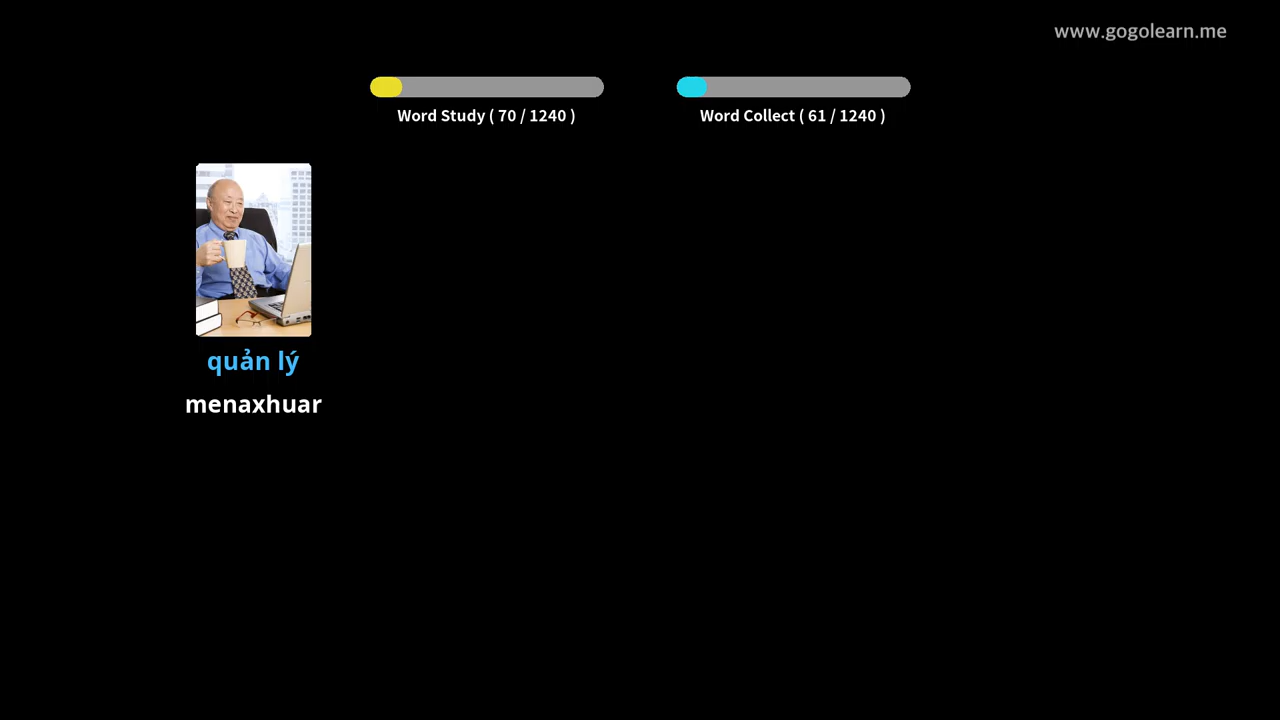 www.gogolearn.me
Word Study ( 70 / 1240 )
Word Collect ( 61 / 1240 )
quản lý
menaxhuar